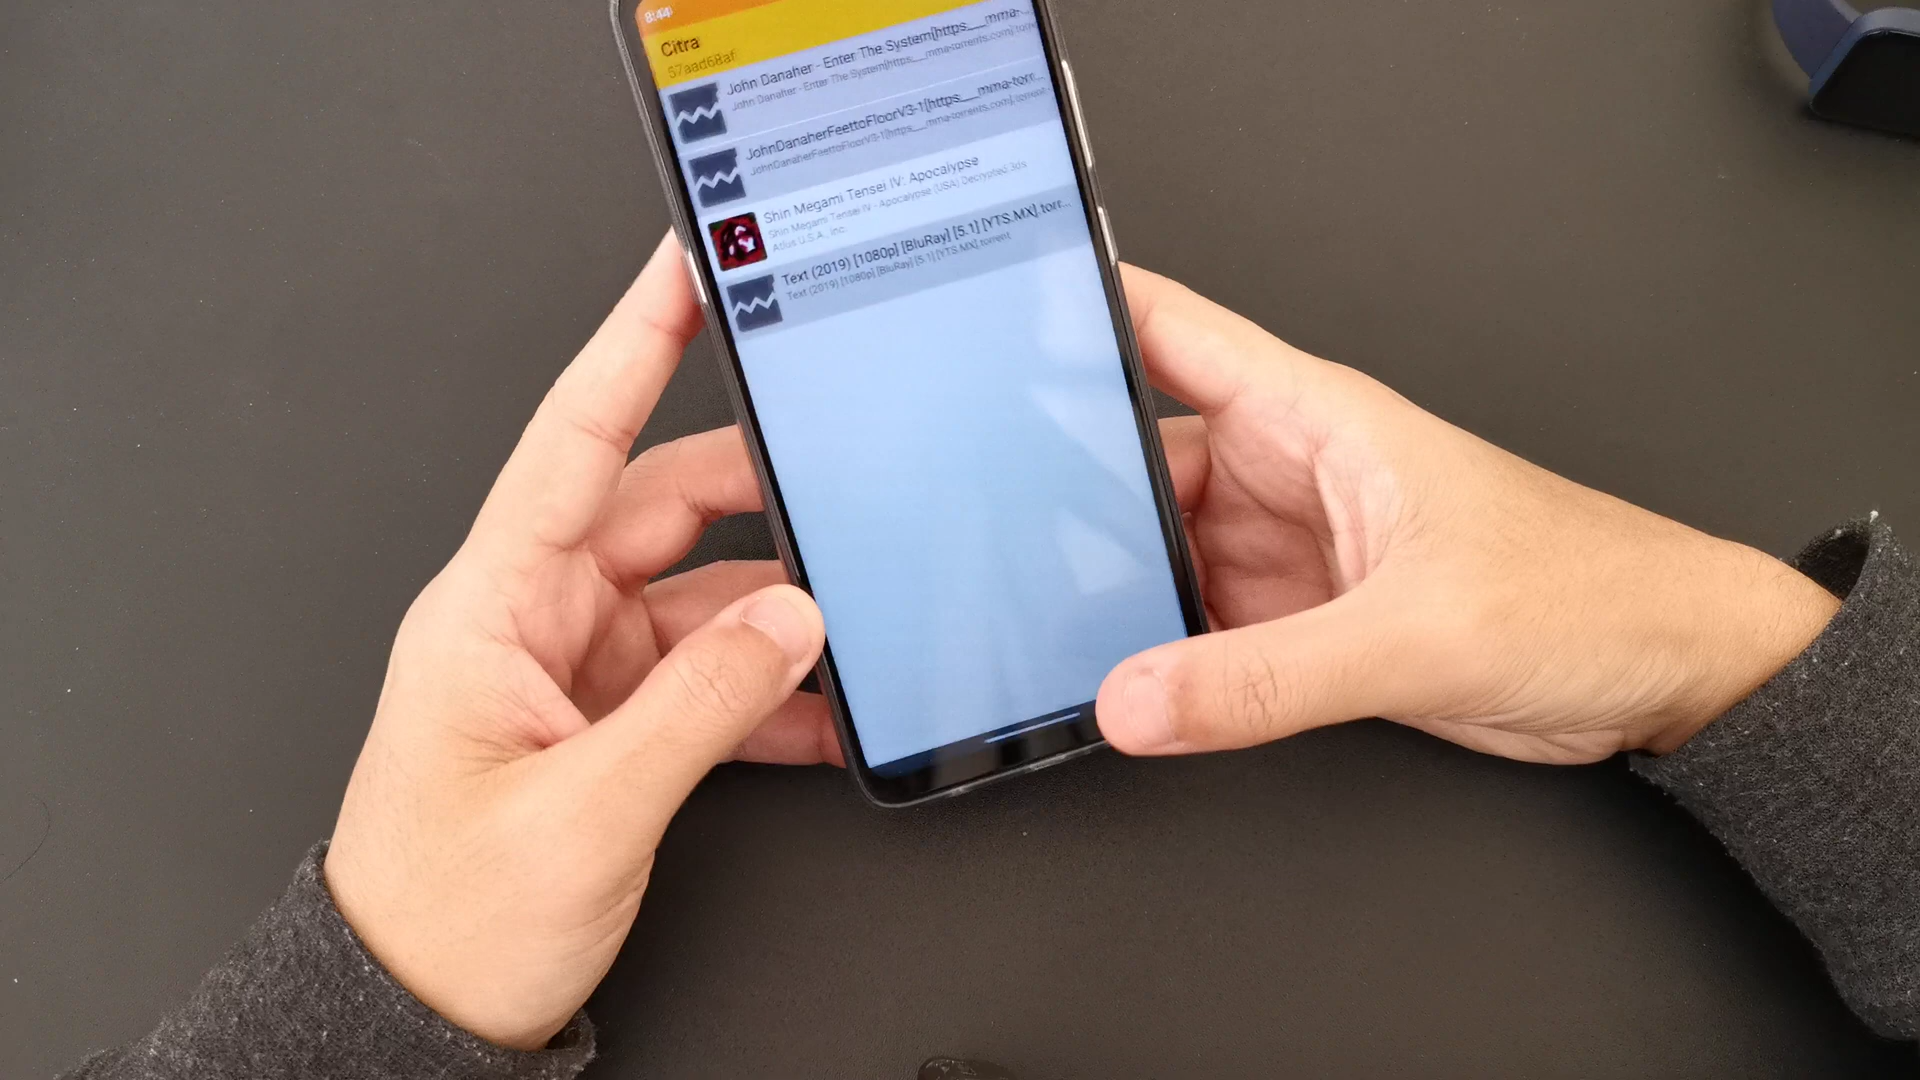 8:44
Citra
57aad68af
John Danaher - Enter The System[https___mma-...
John Danaher - Enter The System[https___mma-torrents.com].torre
JohnDanaherFeettoFloorV3-1[https___mma-torr...
JohnDanaherFeettoFloorV3-1[https___mma-torrents.com].torrent
Shin Megami Tensei IV: Apocalypse
Shin Megami Tensei IV - Apocalypse (USA) Decrypted.3ds
Atlus U.S.A., Inc.
Text (2019) [1080p] [BluRay] [5.1] [YTS.MX].torr...
Text (2019) [1080p] [BluRay] [5.1] [YTS.MX].torrent